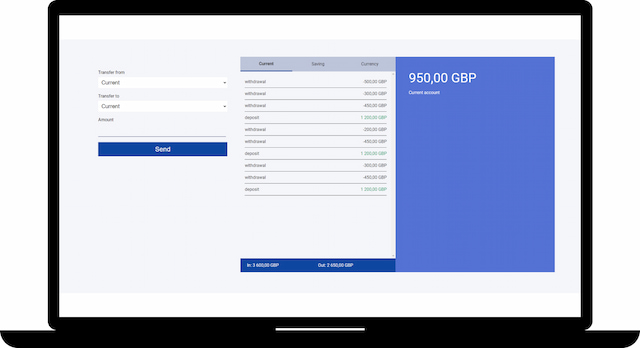 Transfer from
Current
Transfer to
Current
Amount
Send
Current Saving Currency
withdrawal -300,00 GBP
withdrawal -300,00 GBP
withdrawal -450,00 GBP
deposit 1 200,00 GBP
withdrawal -200,00 GBP
withdrawal -450,00 GBP
deposit 1 200,00 GBP
withdrawal -300,00 GBP
withdrawal -450,00 GBP
deposit 1 200,00 GBP
In: 3 600,00 GBP Out: 2 650,00 GBP
950,00 GBP
Current account